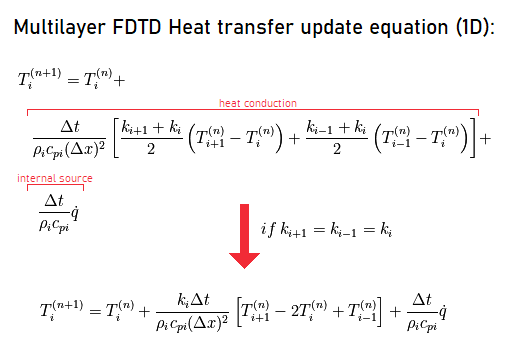 Multilayer FDTD Heat transfer update equation (1D):
T_i^{(n+1)} = T_i^{(n)} +
heat conduction
\frac{\Delta t}{\rho_i c_{pi} (\Delta x)^2} \left[ \frac{k_{i+1} + k_i}{2} \left( T_{i+1}^{(n)} - T_i^{(n)} \right) + \frac{k_{i-1} + k_i}{2} \left( T_{i-1}^{(n)} - T_i^{(n)} \right) \right] +
internal source
\frac{\Delta t}{\rho_i c_{pi}} \dot{q}
if k_{i+1} = k_{i-1} = k_i
T_i^{(n+1)} = T_i^{(n)} + \frac{k_i \Delta t}{\rho_i c_{pi} (\Delta x)^2} \left[ T_{i+1}^{(n)} - 2T_i^{(n)} + T_{i-1}^{(n)} \right] + \frac{\Delta t}{\rho_i c_{pi}} \dot{q}